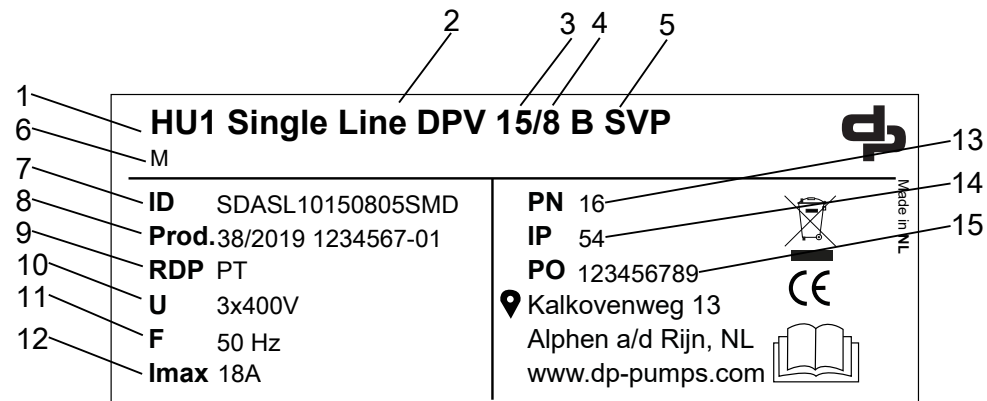 2 3 4 5
1 HU1 Single Line DPV 15/8 B SVP
6 M
dp
7 ID SDASL10150805SMD
8 Prod. 38/2019 1234567-01
9 RDP PT
10 U 3x400V
11 F 50 Hz
12 Imax 18A
PN 16 13
IP 54 14
PO 123456789 15
Kalkovenweg 13
Alphen a/d Rijn, NL
www.dp-pumps.com
Made in NL
CE